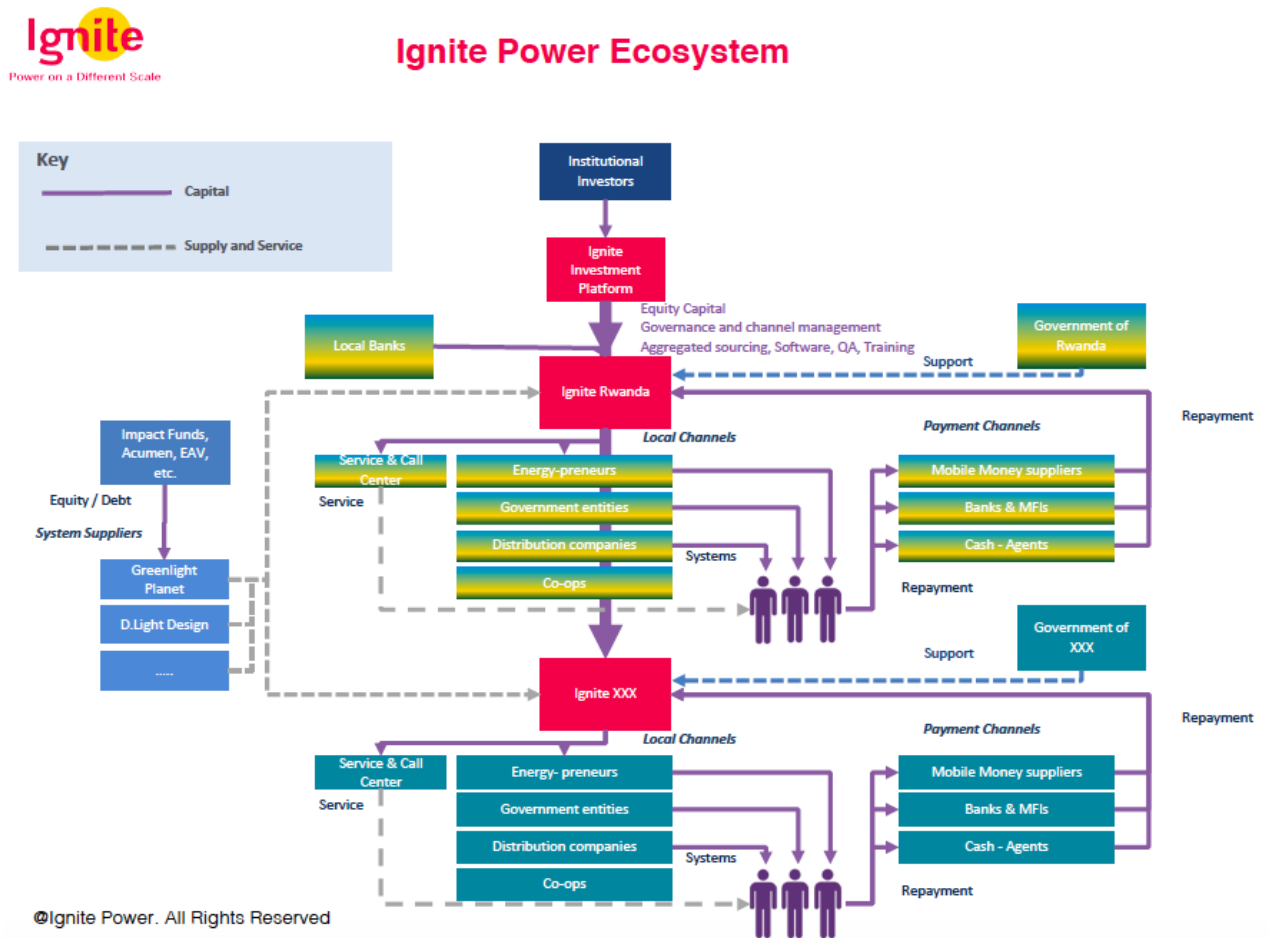 Ignite
Power on a Different Scale
Ignite Power Ecosystem
Key
Capital
Supply and Service
Institutional
Investors
Ignite
Investment
Platform
Equity Capital
Governance and channel management
Aggregated sourcing, Software, QA, Training
Local Banks
Government of
Rwanda
Support
Ignite Rwanda
Repayment
Impact Funds,
Acumen, EAV,
etc.
Equity / Debt
System Suppliers
Greenlight
Planet
D.Light Design
.....
Local Channels
Payment Channels
Service & Call
Center
Service
Energy-preneurs
Government entities
Distribution companies
Co-ops
Systems
Mobile Money suppliers
Banks & MFIs
Cash - Agents
Repayment
Government of
XXX
Support
Ignite XXX
Repayment
Local Channels
Payment Channels
Service & Call
Center
Service
Energy- preneurs
Government entities
Distribution companies
Co-ops
Systems
Mobile Money suppliers
Banks & MFIs
Cash - Agents
Repayment
@Ignite Power. All Rights Reserved